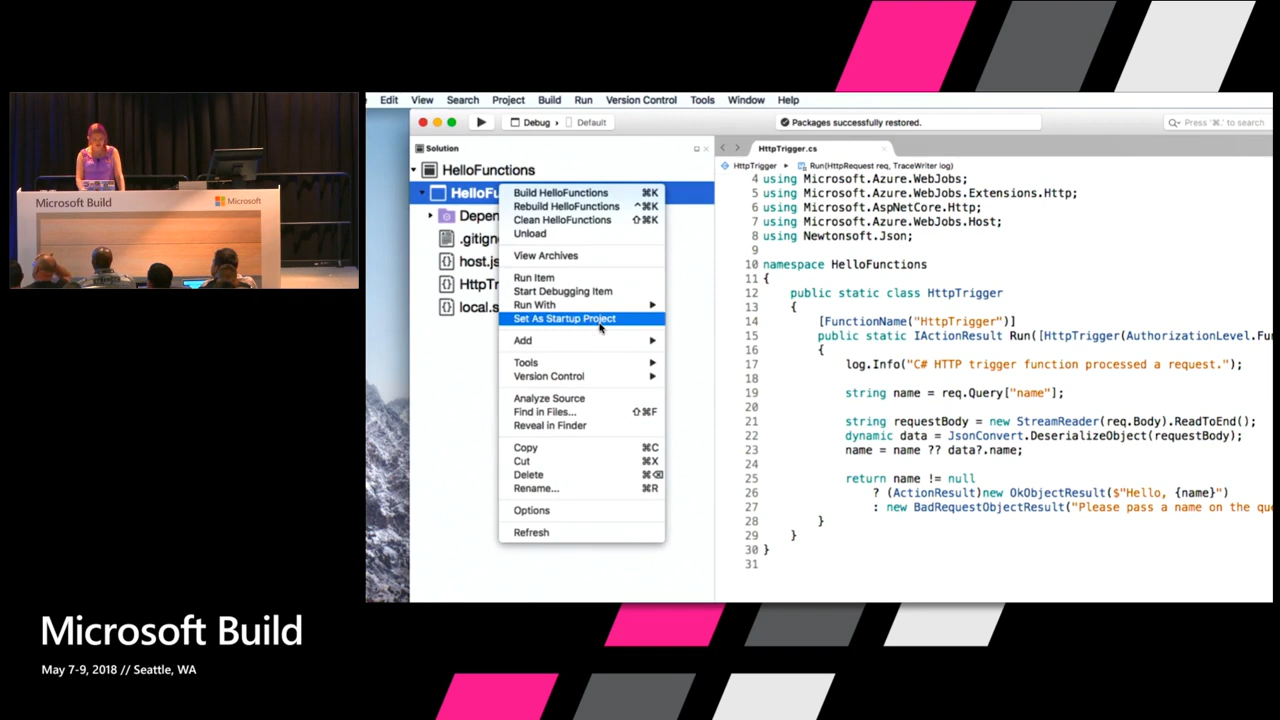 Microsoft Build
Microsoft
Edit View Search Project Build Run Version Control Tools Window Help
Debug › Default
Packages successfully restored.
Press '⌘.' to search
Solution
HelloFunctions
HelloFu
Depen
.gitign
host.js
HttpTr
local.s
Build HelloFunctions ⌘K
Rebuild HelloFunctions ^⌘K
Clean HelloFunctions ⇧⌘K
Unload
View Archives
Run Item
Start Debugging Item
Run With
Set As Startup Project
Add
Tools
Version Control
Analyze Source
Find in Files... ⇧⌘F
Reveal in Finder
Copy ⌘C
Cut ⌘X
Delete ⌘⌫
Rename... ⌘R
Options
Refresh
HttpTrigger.cs
HttpTrigger Run(HttpRequest req, TraceWriter log)
4 using Microsoft.Azure.WebJobs;
5 using Microsoft.Azure.WebJobs.Extensions.Http;
6 using Microsoft.AspNetCore.Http;
7 using Microsoft.Azure.WebJobs.Host;
8 using Newtonsoft.Json;
9
10 namespace HelloFunctions
11 {
12 public static class HttpTrigger
13 {
14 [FunctionName("HttpTrigger")]
15 public static IActionResult Run([HttpTrigger(AuthorizationLevel.Fu
16 {
17 log.Info("C# HTTP trigger function processed a request.");
18
19 string name = req.Query["name"];
20
21 string requestBody = new StreamReader(req.Body).ReadToEnd();
22 dynamic data = JsonConvert.DeserializeObject(requestBody);
23 name = name ?? data?.name;
24
25 return name != null
26 ? (ActionResult)new OkObjectResult($"Hello, {name}")
27 : new BadRequestObjectResult("Please pass a name on the qu
28 }
29 }
30 }
31
Microsoft Build
May 7-9, 2018 // Seattle, WA